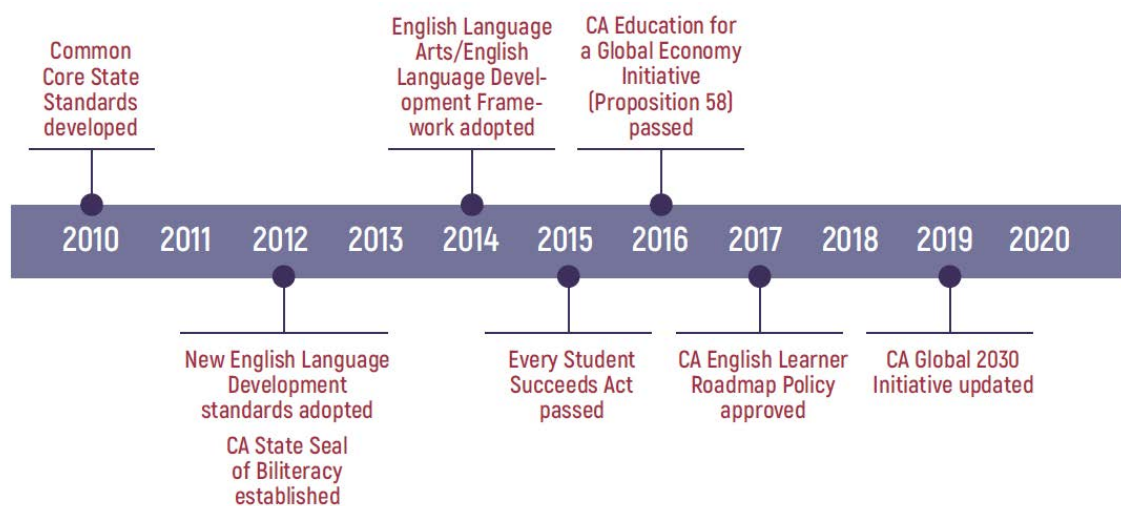 Common
Core State
Standards
developed
English Language
Arts/English
Language Devel-
opment Frame-
work adopted
CA Education for
a Global Economy
Initiative
(Proposition 58)
passed
2010 2011 2012 2013 2014 2015 2016 2017 2018 2019 2020
New English Language
Development
standards adopted
CA State Seal
of Biliteracy
established
Every Student
Succeeds Act
passed
CA English Learner
Roadmap Policy
approved
CA Global 2030
Initiative updated